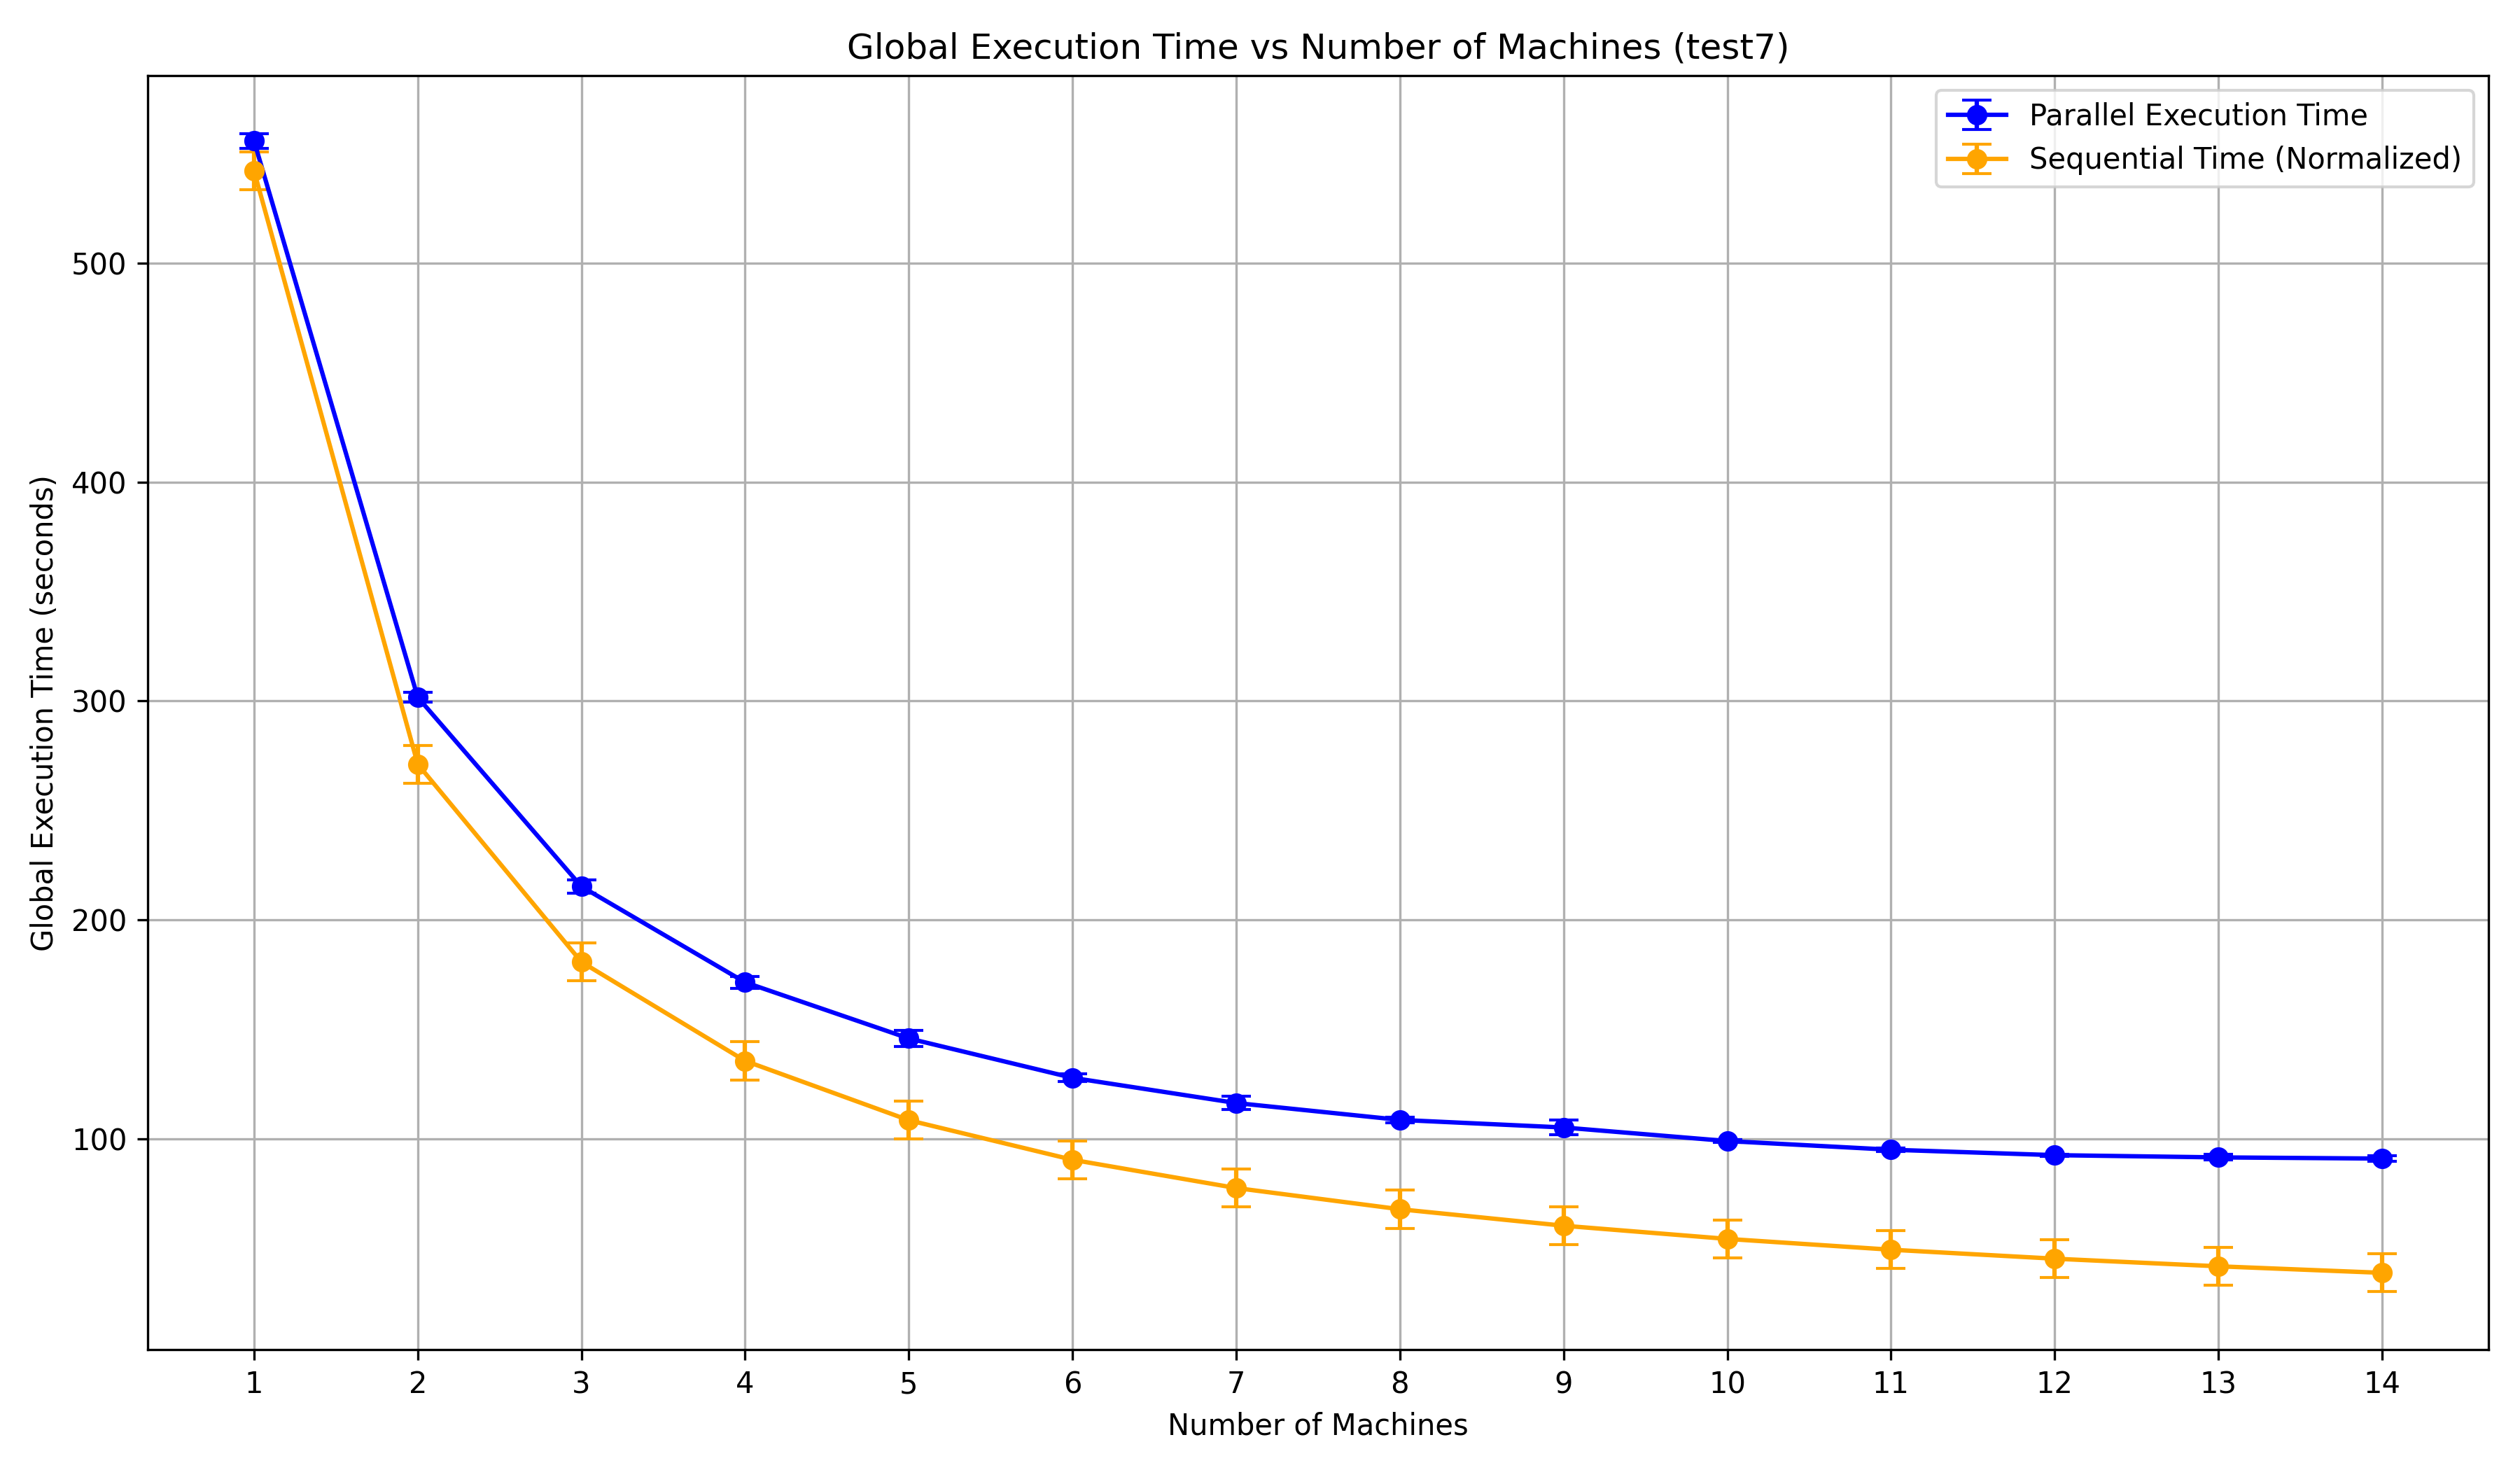 Global Execution Time vs Number of Machines (test7)
Parallel Execution Time
Sequential Time (Normalized)
Global Execution Time (seconds)
500
400
300
200
100
1 2 3 4 5 6 7 8 9 10 11 12 13 14
Number of Machines